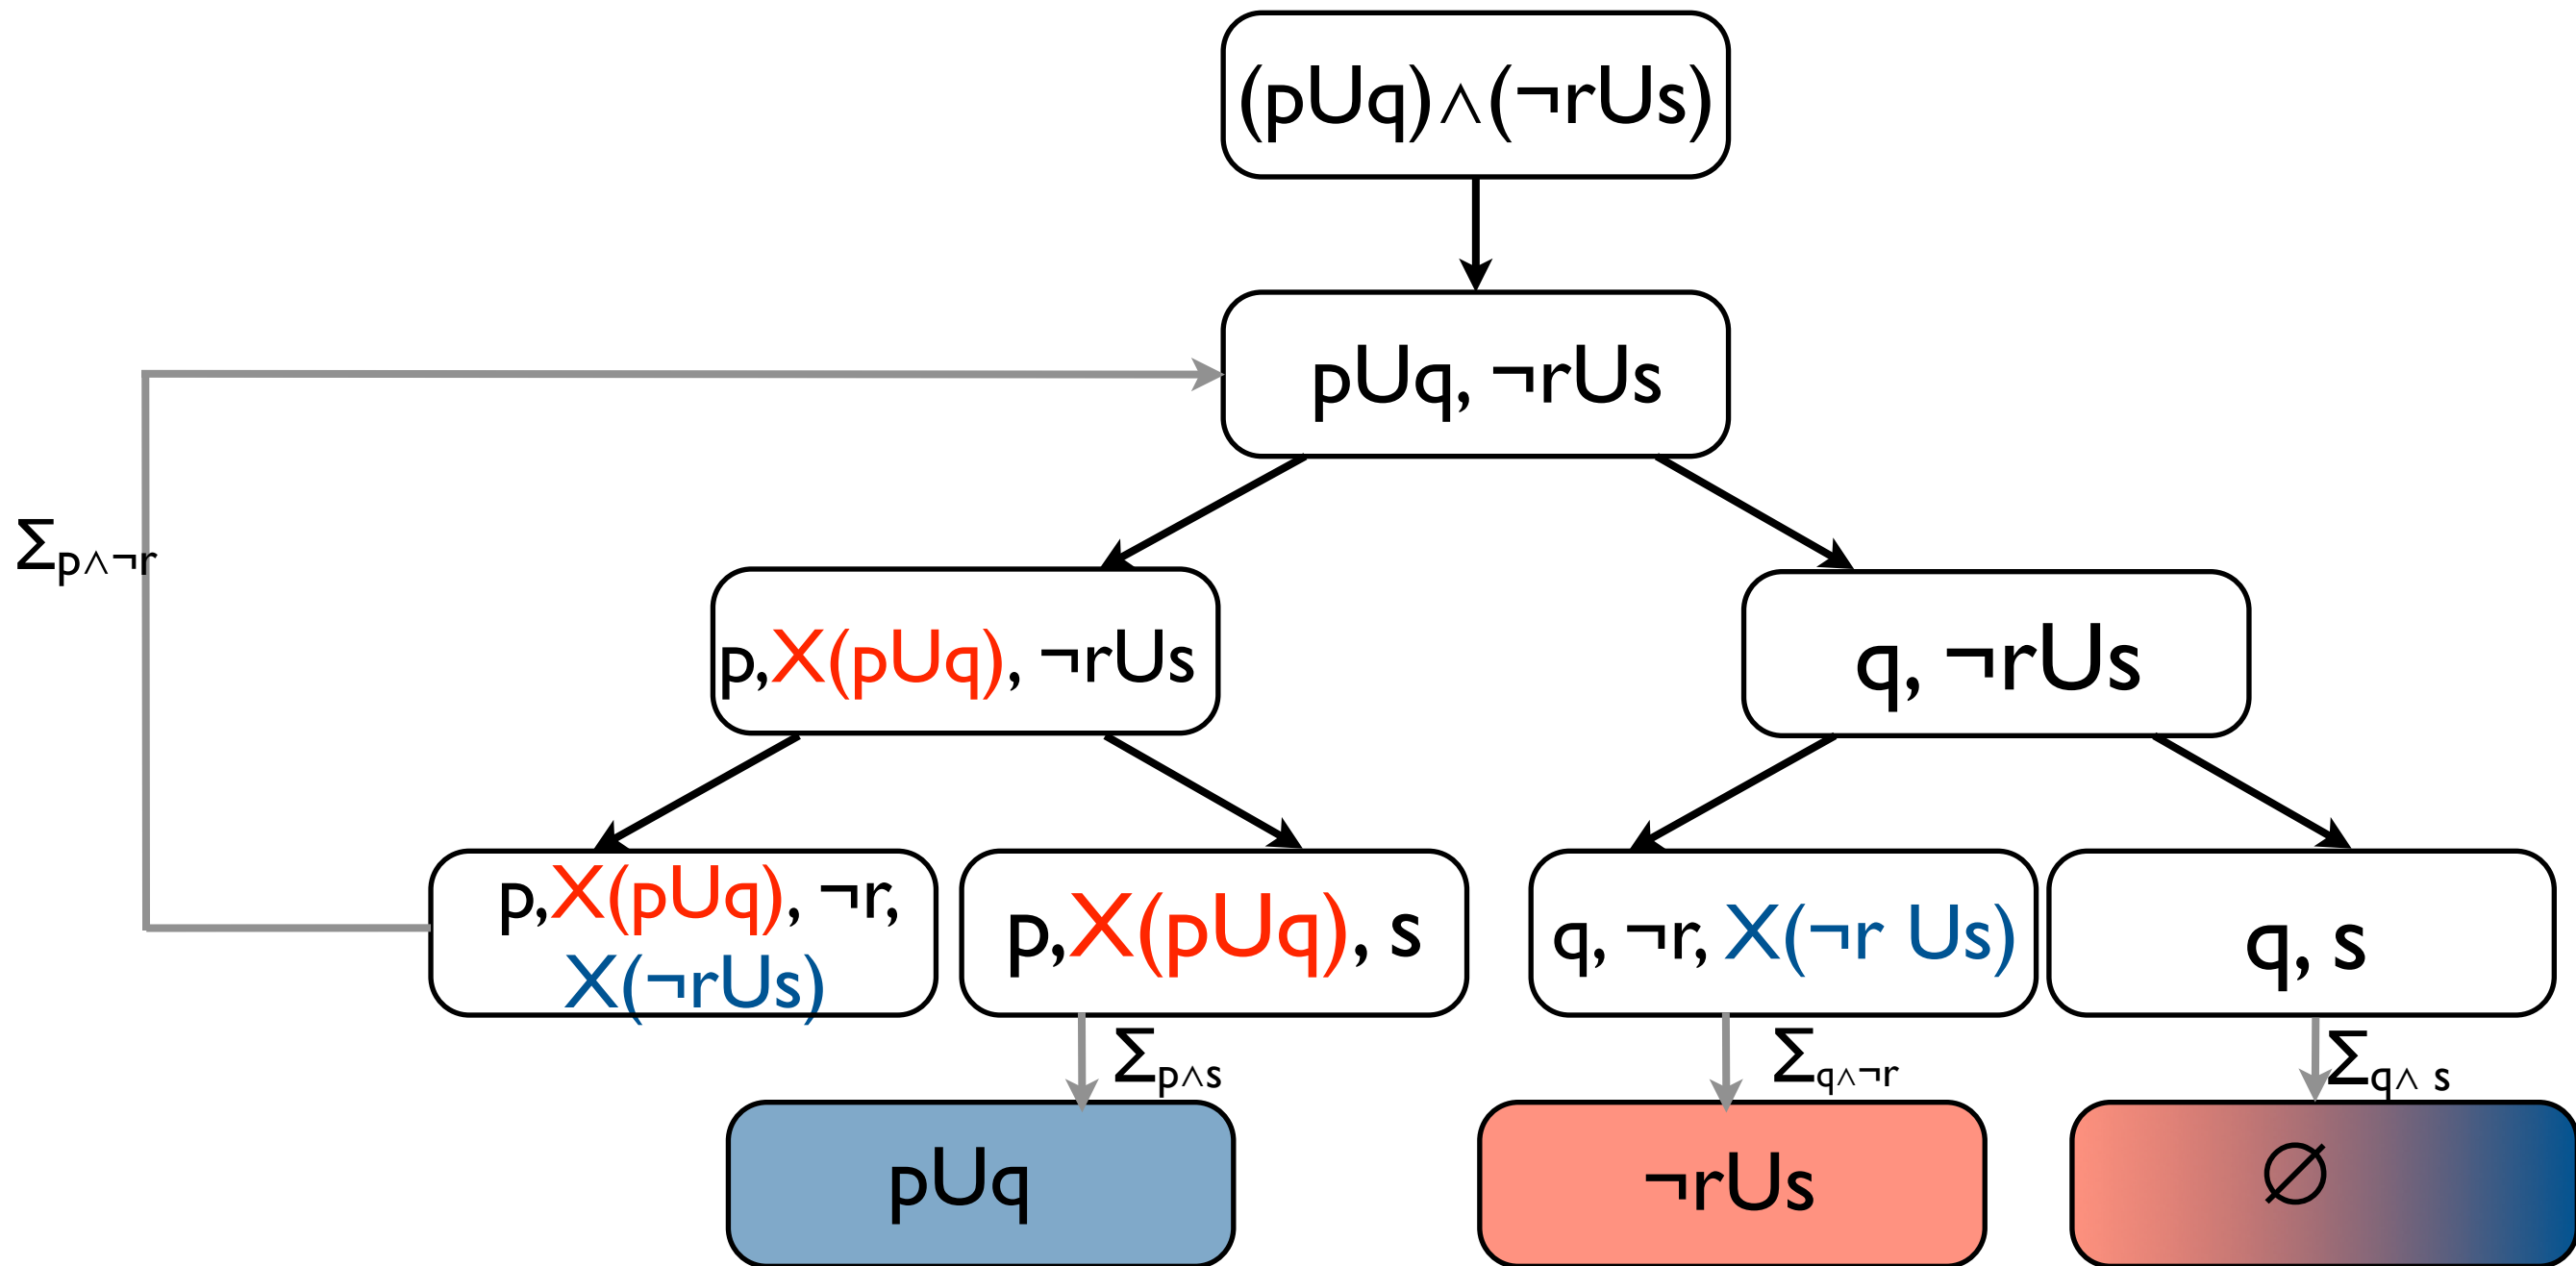 (pUq)∧(¬rUs)
pUq, ¬rUs
Σp∧¬r
p,X(pUq), ¬rUs
q, ¬rUs
p,X(pUq), ¬r,
X(¬rUs)
p,X(pUq), s
q, ¬r, X(¬r Us)
q, s
Σp∧s
Σq∧¬r
Σq∧ s
pUq
¬rUs
∅